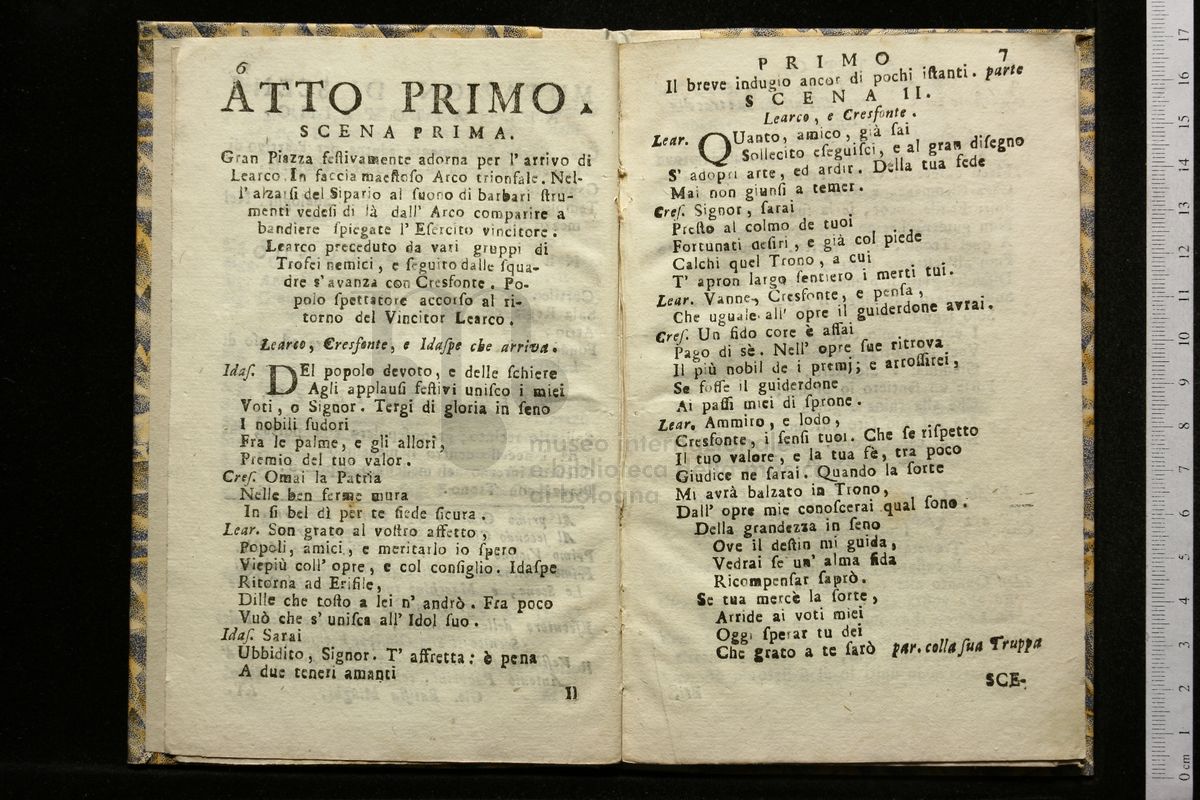 6
ATTO PRIMO.
SCENA PRIMA.
Gran Piazza feſtivamente adorna per l' arrivo di
Learco. In faccia maeſtoſo Arco trionfale. Nel-
l' alzarſi del Sipario al ſuono di barbari ſtru-
menti vedeſi di là dall' Arco comparire a
bandiere ſpiegate l' Eſercito vincitore.
Learco preceduto da vari gruppi di
Trofei nemici, e ſeguito dalle ſqua-
dre s' avanza con Cresfonte. Po-
polo ſpettatore accorſo al ri-
torno del Vincitor Learco.
Learco, Cresfonte, e Idaſpe che arriva.
Idaſ. DEl popolo devoto, e delle ſchiere
Agli applauſi feſtivi uniſco i miei
Voti, o Signor. Tergi di gloria in ſeno
I nobili ſudori
Fra le palme, e gli allori,
Premio del tuo valor.
Creſ. Omai la Patria
Nelle ben ferme mura
In ſi bel dì per te ſiede ſicura.
Lear. Son grato al voſtro affetto,
Popoli, amici, e meritarlo io ſpero
Viepiù coll' opre, e col conſiglio. Idaſpe
Ritorna ad Erifile,
Dille che toſto a lei n' andrò. Fra poco
Vuò che s' uniſca all' Idol ſuo.
Idaſ. Sarai
Ubbidito, Signor. T' affretta: è pena
A due teneri amanti
Il
PRIMO 7
Il breve indugio ancor di pochi iſtanti. parte
SCENA II.
Learco, e Cresfonte.
Lear. QUanto, amico, già ſai
Sollecito eſeguiſci, e al gran diſegno
S' adopri arte, ed ardir. Della tua fede
Mai non giunſi a temer.
Creſ. Signor, ſarai
Preſto al colmo de tuoi
Fortunati deſiri, e già col piede
Calchi quel Trono, a cui
T' apron largo ſentiero i merti tui.
Lear. Vanne, Cresfonte, e penſa,
Che uguale all' opre il guiderdone avrai.
Creſ. Un fido core è aſſai
Pago di sè. Nell' opre ſue ritrova
Il più nobil de i premj; e arroſſirei,
Se foſſe il guiderdone
Ai paſſi miei di ſprone.
Lear. Ammiro, e lodo,
Cresfonte, i ſenſi tuoi. Che ſe riſpetto
Il tuo valore, e la tua fè, tra poco
Giudice ne ſarai. Quando la ſorte
Mi avrà balzato in Trono,
Dall' opre mie conoſcerai qual ſono.
Della grandezza in ſeno
Ove il deſtin mi guida,
Vedrai ſe un' alma fida
Ricompenſar ſaprò.
Se tua mercè la ſorte,
Arride ai voti miei
Oggi ſperar tu dei
Che grato a te ſarò par. colla ſua Truppa
SCE-
museo
e biblioteca della musica
di bologna